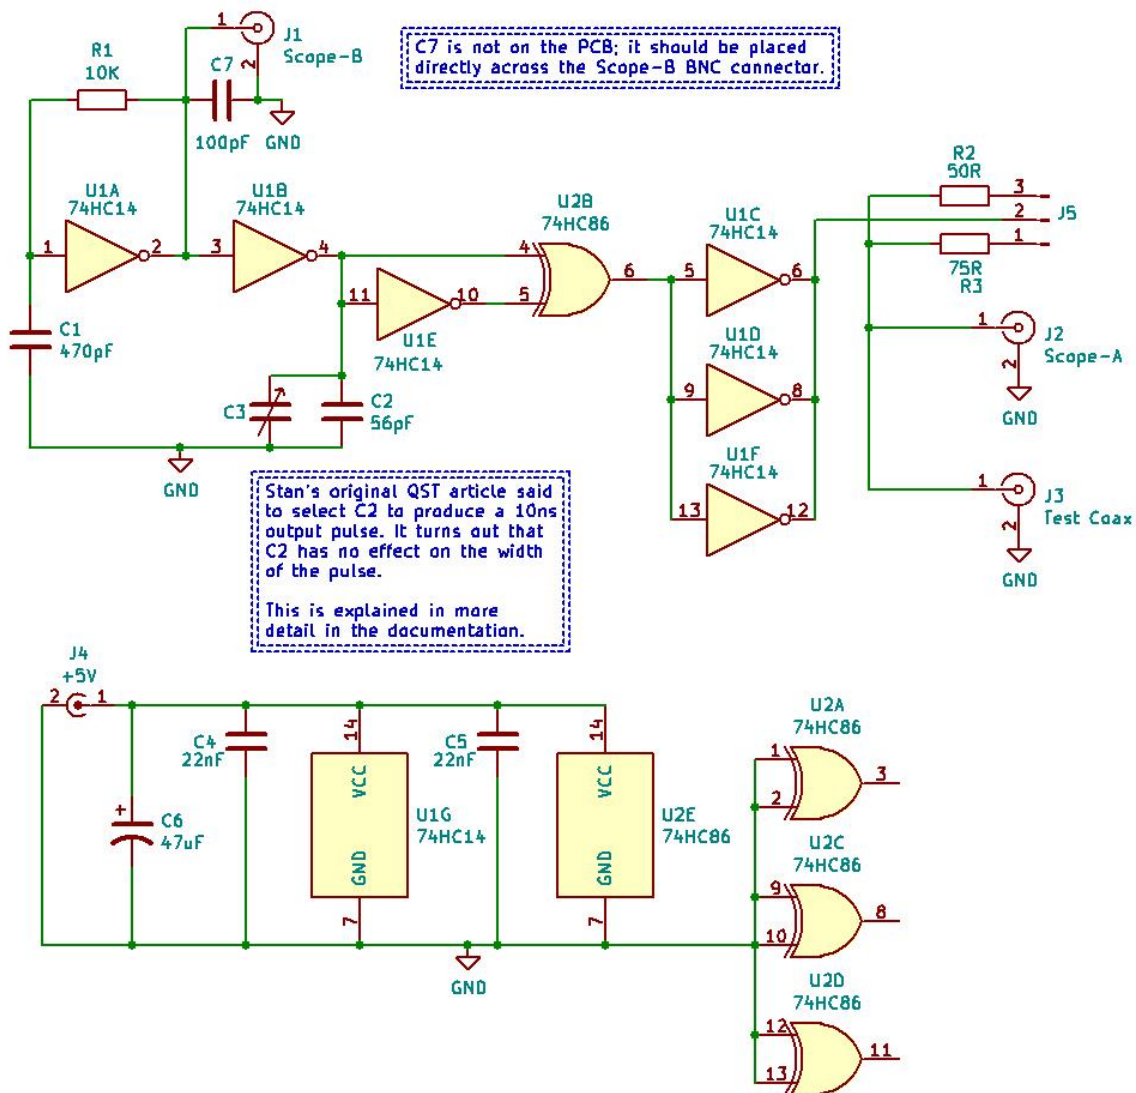 1
J1
Scope-B
2
R1
10K
C7
100pF
GND
C7 is not on the PCB; it should be placed
directly across the Scope-B BNC connector.
U1A
74HC14
1
2
U1B
74HC14
3
4
U2B
74HC86
4
5
6
11
10
U1E
74HC14
C1
470pF
C3
C2
56pF
GND
U1C
74HC14
5
6
U1D
74HC14
9
8
U1F
74HC14
13
12
R2
50R
3
2
J5
1
75R
R3
1
J2
Scope-A
2
GND
1
J3
Test Coax
2
GND
Stan's original QST article said
to select C2 to produce a 10ns
output pulse. It turns out that
C2 has no effect on the width
of the pulse.
This is explained in more
detail in the documentation.
J4
+5V
2
1
C4
22nF
+
C6
47uF
14
VCC
GND
7
U1G
74HC14
C5
22nF
14
VCC
GND
7
U2E
74HC86
GND
U2A
74HC86
1
2
3
U2C
74HC86
9
10
8
U2D
74HC86
12
13
11